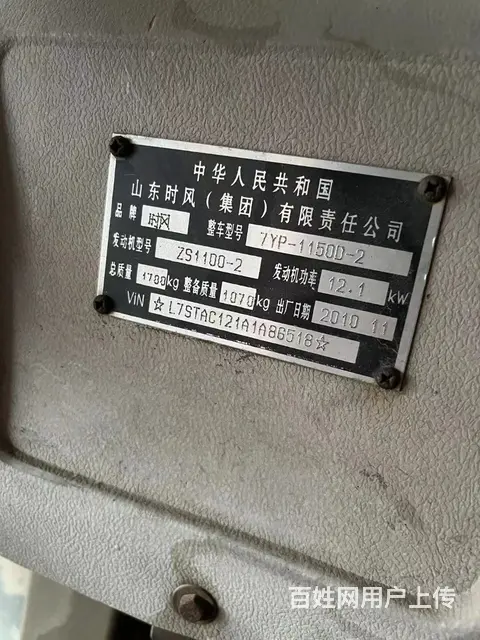 中华人民共和国
山东时风(集团)有限责任公司
品牌 时风 整车型号 7YP-1150D-2
发动机型号 ZS1100-2 发动机功率 12.1 kW
总质量 1700kg 整备质量 1070kg 出厂日期 2010 11
ViN ☆L7STAC121A1A86518☆
百姓网用户上传